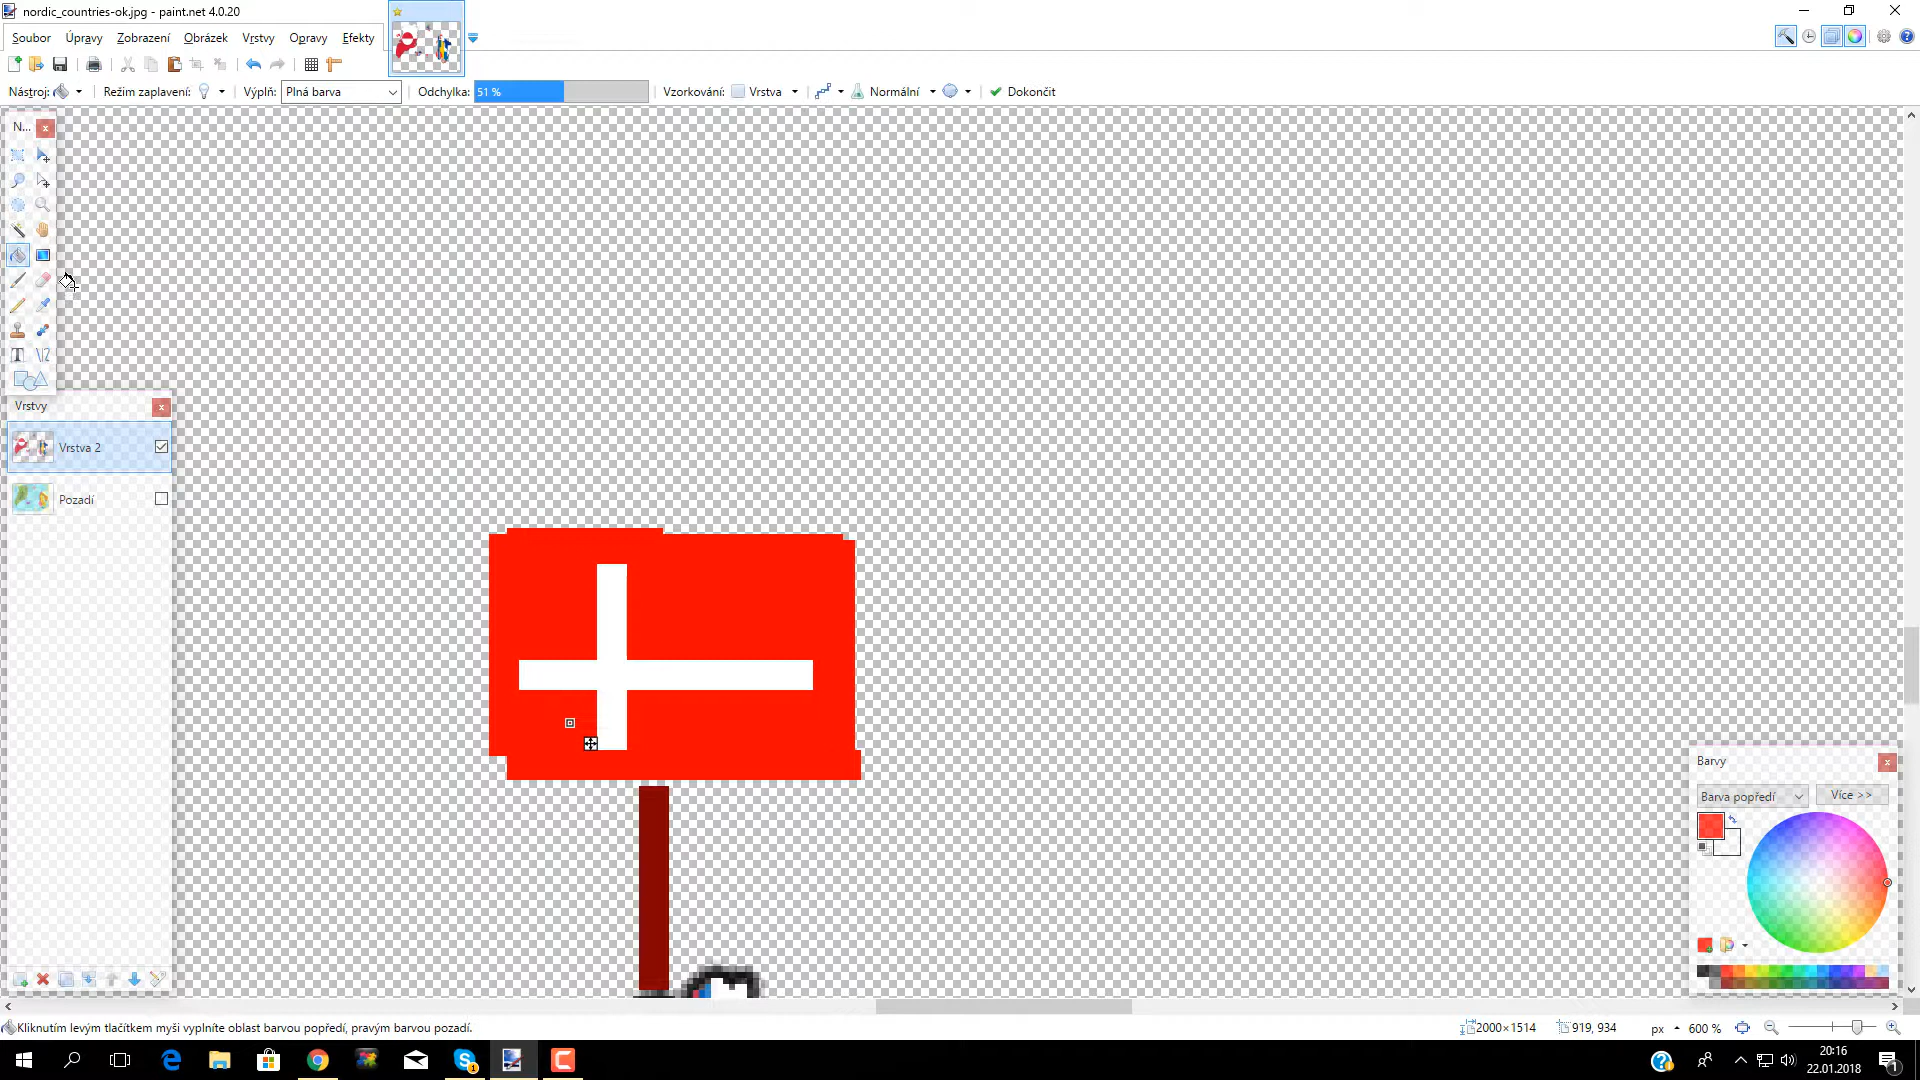 nordic_countries-ok.jpg - paint.net 4.0.20
Soubor Úpravy Zobrazení Obrázek Vrstvy Opravy Efekty
Nástroj: Režim zaplavení: Výplň: Plná barva Odchylka: 51 % Vzorkování: Vrstva Normální Dokončit
N...
Vrstvy
Vrstva 2
Pozadí
Barvy
Barva popředí Více >>
Kliknutím levým tlačítkem myši vyplníte oblast barvou popředí, pravým barvou pozadí.
2000×1514 919, 934 px 600 %
20:16
22.01.2018